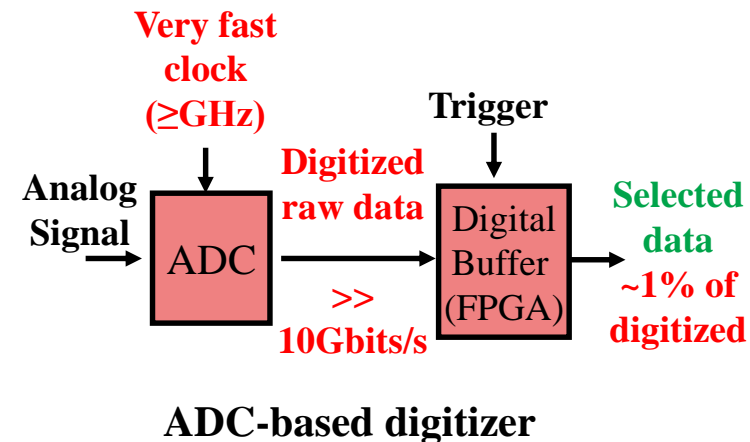 Very fast
clock
(≥GHz)
Trigger
Analog
Signal
ADC
Digitized
raw data
>>
10Gbits/s
Digital
Buffer
(FPGA)
Selected
data
~1% of
digitized
ADC-based digitizer